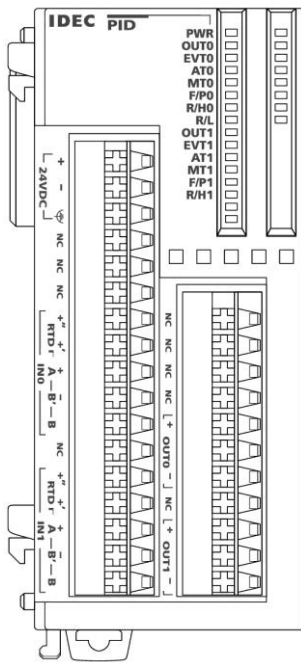 IDEC PID
PWR
OUT0
EVT0
AT0
MT0
F/P0
R/H0
R/L
OUT1
EVT1
AT1
MT1
F/P1
R/H1
+
−
24VDC
NC
NC
NC
+"
+'
+
−
RTD r
A
B'
B
IN0
NC
+"
+'
+
−
RTD r
A
B'
B
IN1
NC
NC
NC
NC
+
OUT0
−
NC
+
OUT1
−